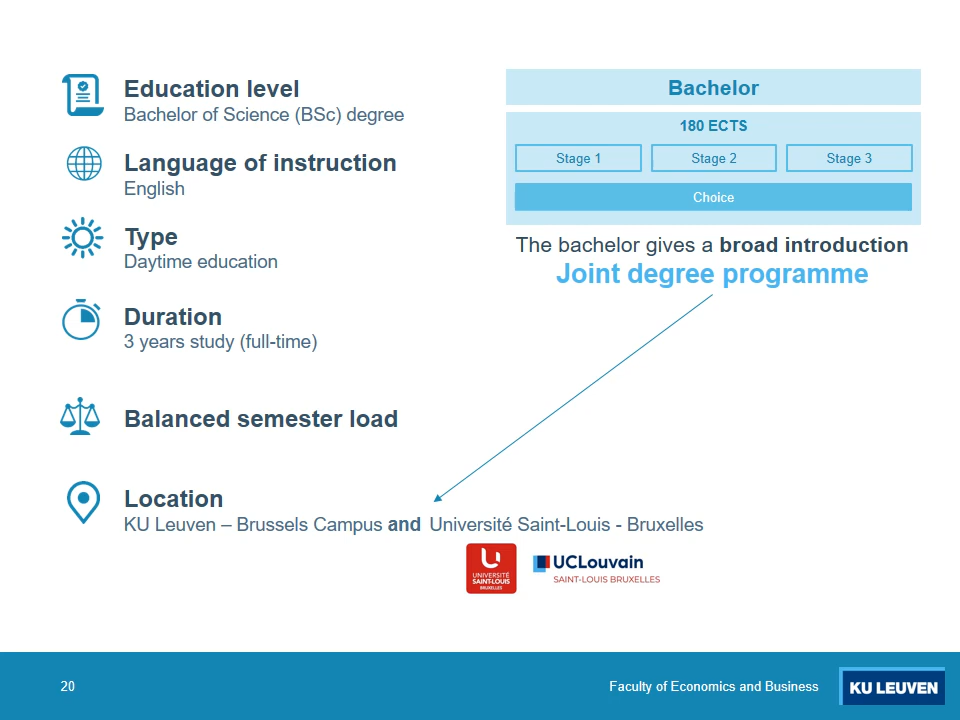 Education level
Bachelor of Science (BSc) degree
Language of instruction
English
Type
Daytime education
Duration
3 years study (full-time)
Balanced semester load
Location
KU Leuven – Brussels Campus and Université Saint-Louis - Bruxelles
Bachelor
180 ECTS
Stage 1
Stage 2
Stage 3
Choice
The bachelor gives a broad introduction
Joint degree programme
UNIVERSITÉ
SAINT-LOUIS
BRUXELLES
UCLouvain
SAINT-LOUIS BRUXELLES
20
Faculty of Economics and Business
KU LEUVEN